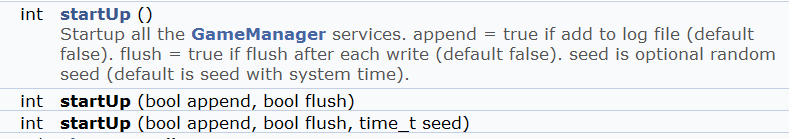 int startUp ()
Startup all the GameManager services. append = true if add to log file (default
false). flush = true if flush after each write (default false). seed is optional random
seed (default is seed with system time).
int startUp (bool append, bool flush)
int startUp (bool append, bool flush, time_t seed)